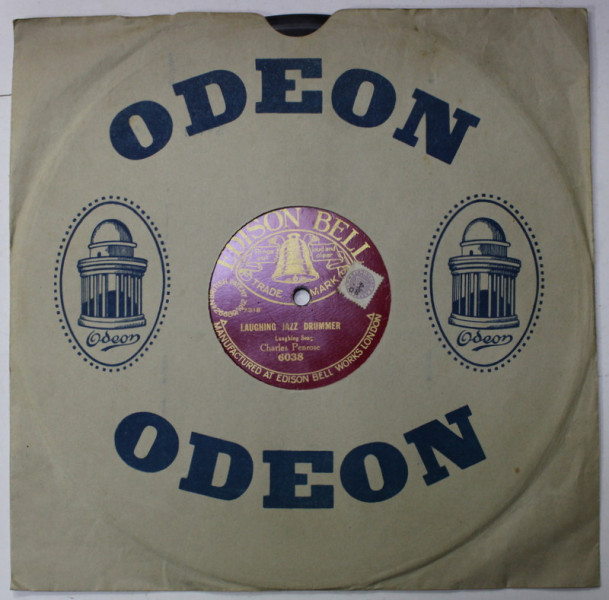 ODEON
EDISON BELL
TRADE MARK
LAUGHING JAZZ DRUMMER
Laughing Song
Charles Penrose
6038
MANUFACTURED AT EDISON BELL WORKS LONDON
Odeon
Odeon
ODEON